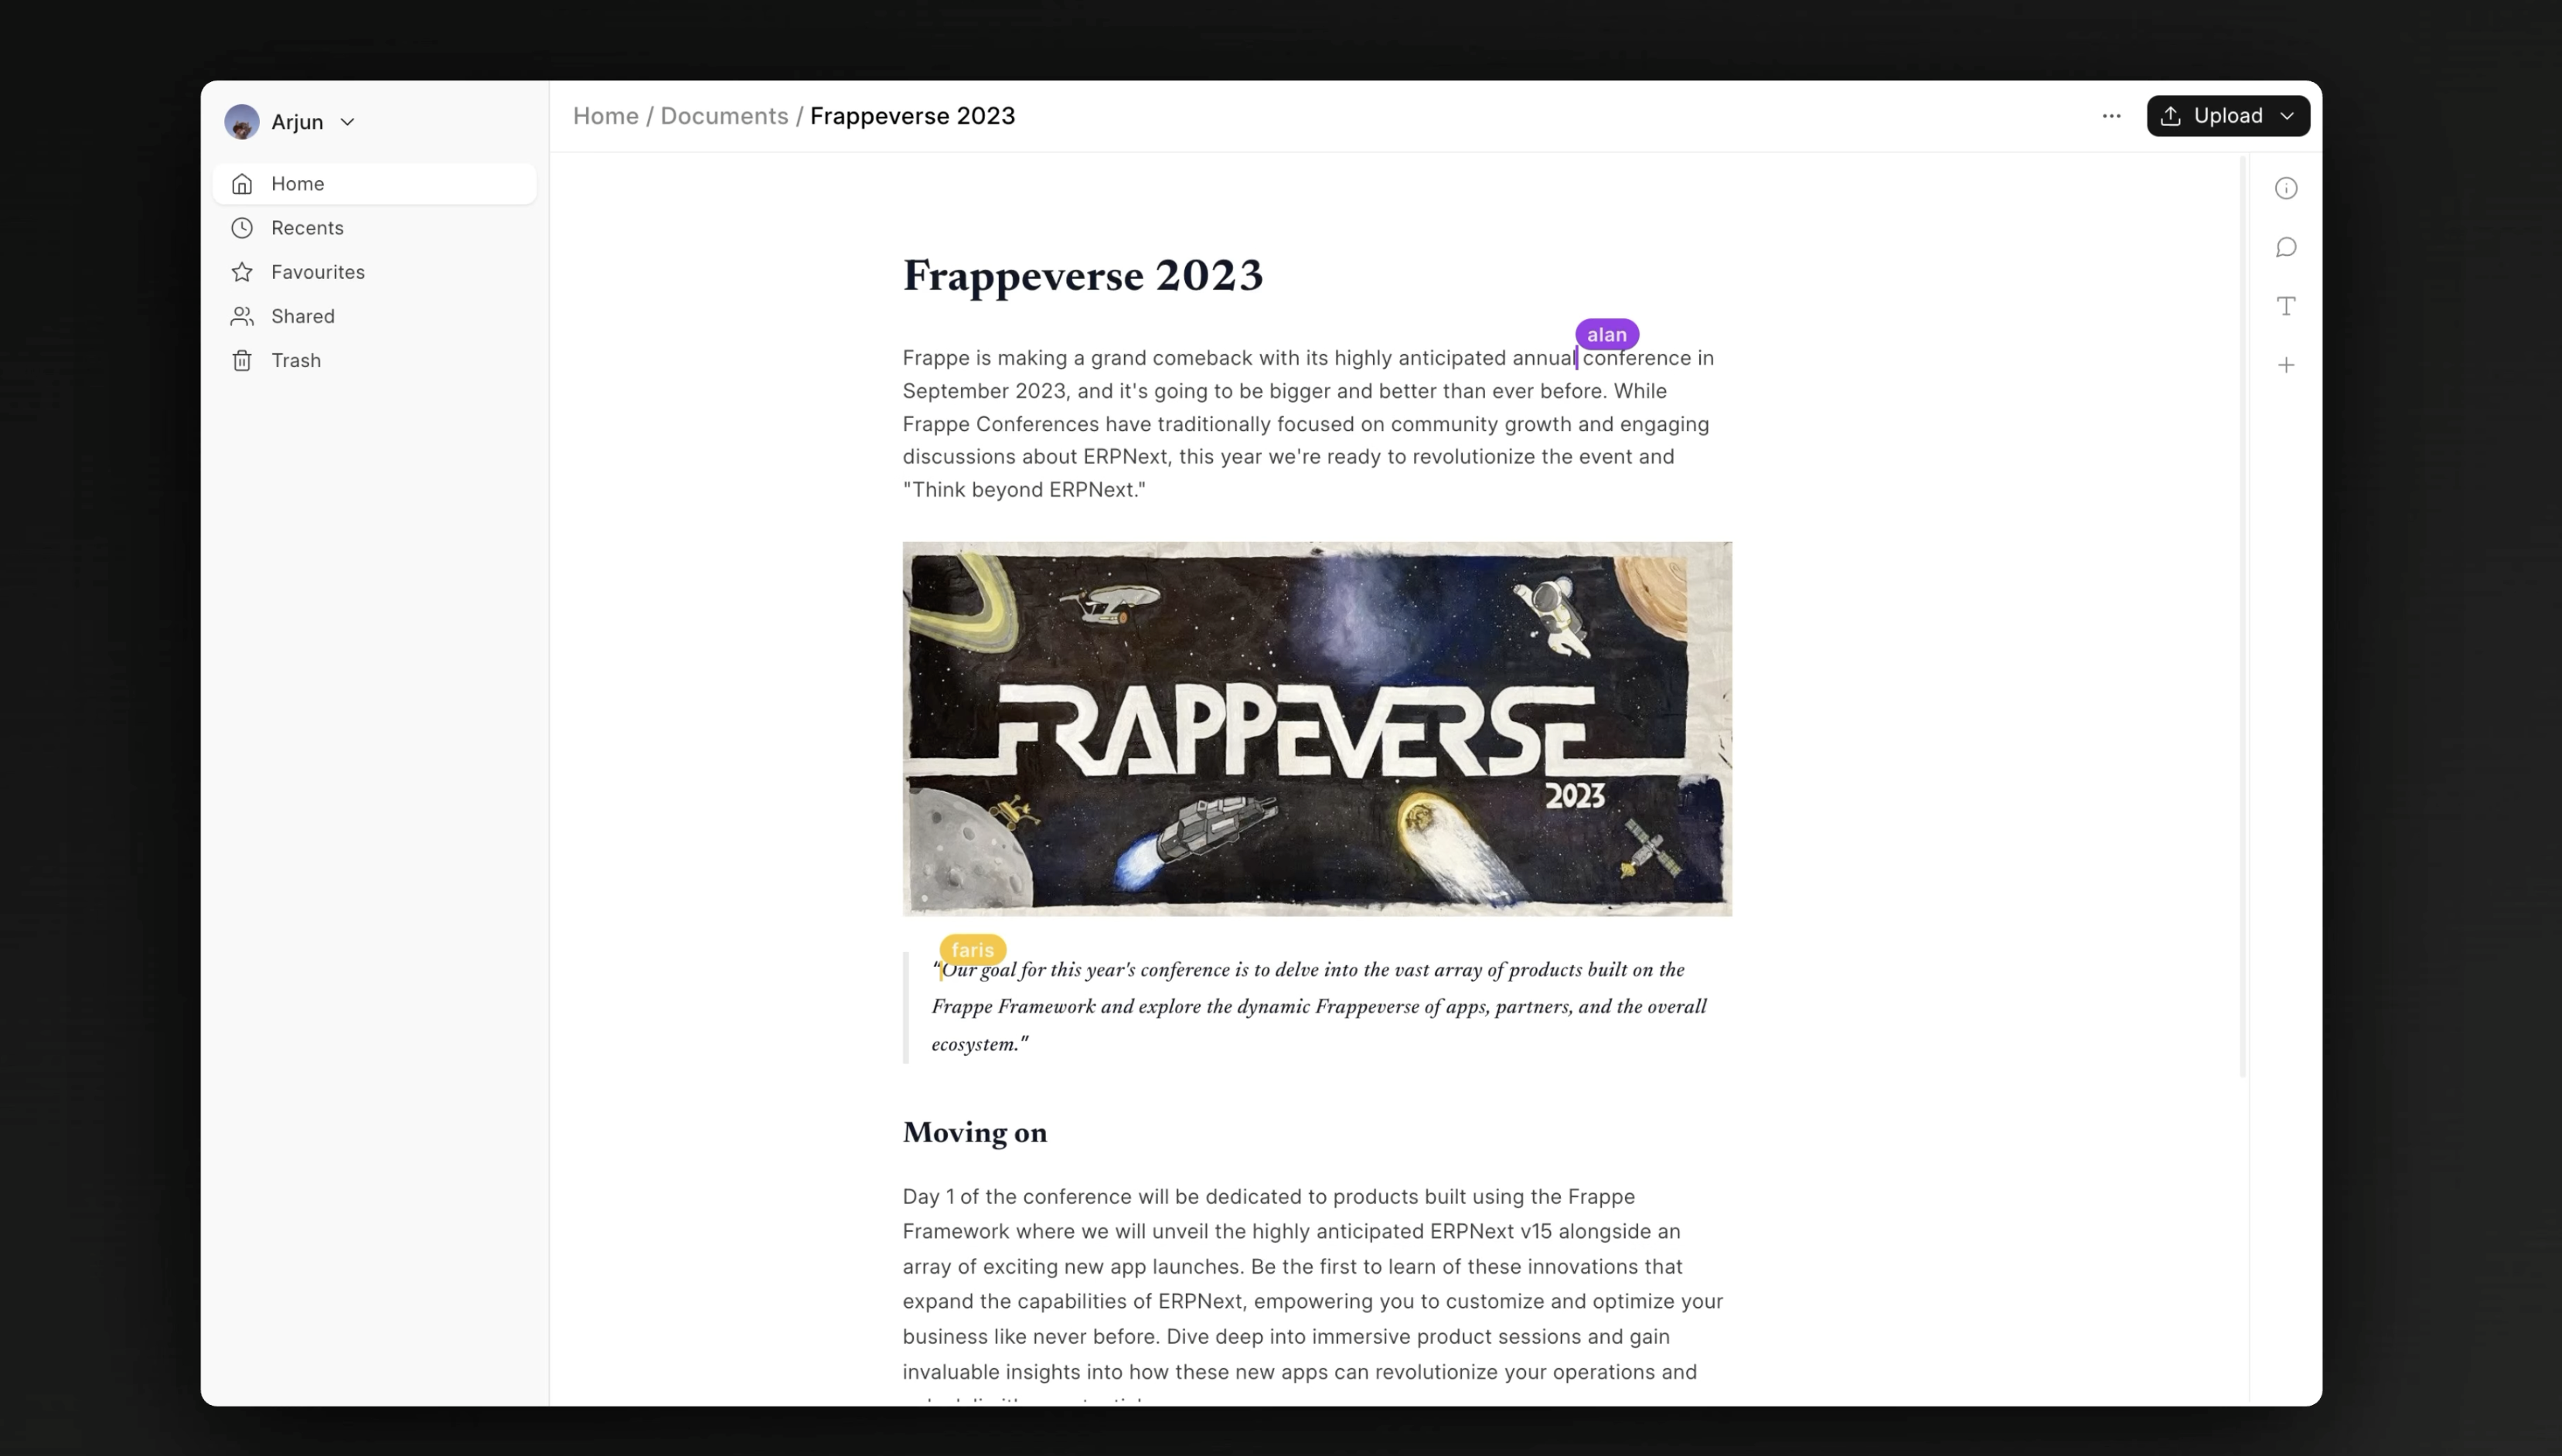 Arjun
Home / Documents / Frappeverse 2023
Upload
Home
Recents
Favourites
Shared
Trash
Frappeverse 2023
alan
Frappe is making a grand comeback with its highly anticipated annual conference in
September 2023, and it's going to be bigger and better than ever before. While
Frappe Conferences have traditionally focused on community growth and engaging
discussions about ERPNext, this year we're ready to revolutionize the event and
"Think beyond ERPNext."
FRAPPEVERSE
2023
faris
“Our goal for this year's conference is to delve into the vast array of products built on the
Frappe Framework and explore the dynamic Frappeverse of apps, partners, and the overall
ecosystem.”
Moving on
Day 1 of the conference will be dedicated to products built using the Frappe
Framework where we will unveil the highly anticipated ERPNext v15 alongside an
array of exciting new app launches. Be the first to learn of these innovations that
expand the capabilities of ERPNext, empowering you to customize and optimize your
business like never before. Dive deep into immersive product sessions and gain
invaluable insights into how these new apps can revolutionize your operations and